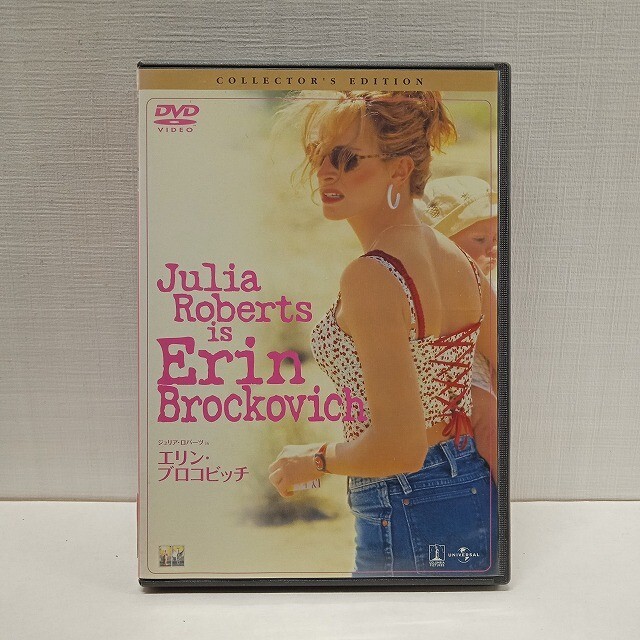 COLLECTOR'S EDITION
DVD
VIDEO
Julia
Roberts
is
Erin
Brockovich
ジュリア・ロバーツ is
エリン・
ブロコビッチ
UNIVERSAL